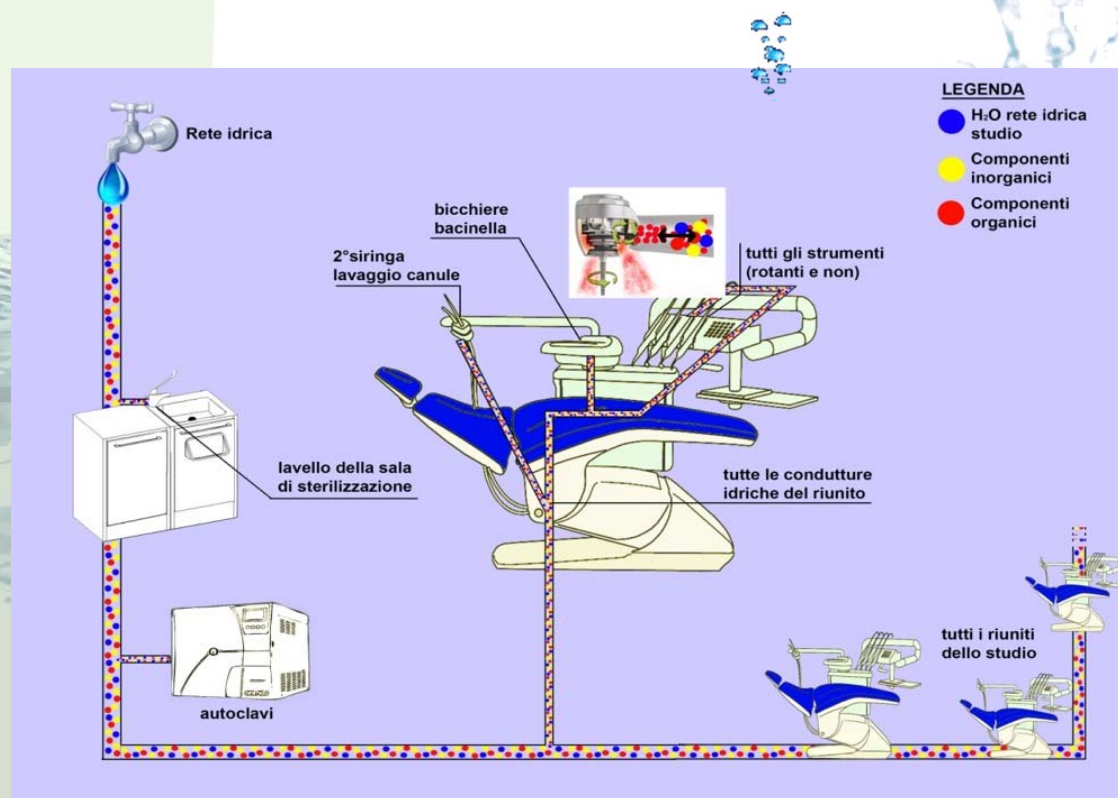 Rete idrica
LEGENDA
H₂O rete idrica
studio
Componenti
inorganici
Componenti
organici
bicchiere
bacinella
2°siringa
lavaggio canule
tutti gli strumenti
(rotanti e non)
lavello della sala
di sterilizzazione
tutte le condutture
idriche del riunito
autoclavi
tutti i riuniti
dello studio